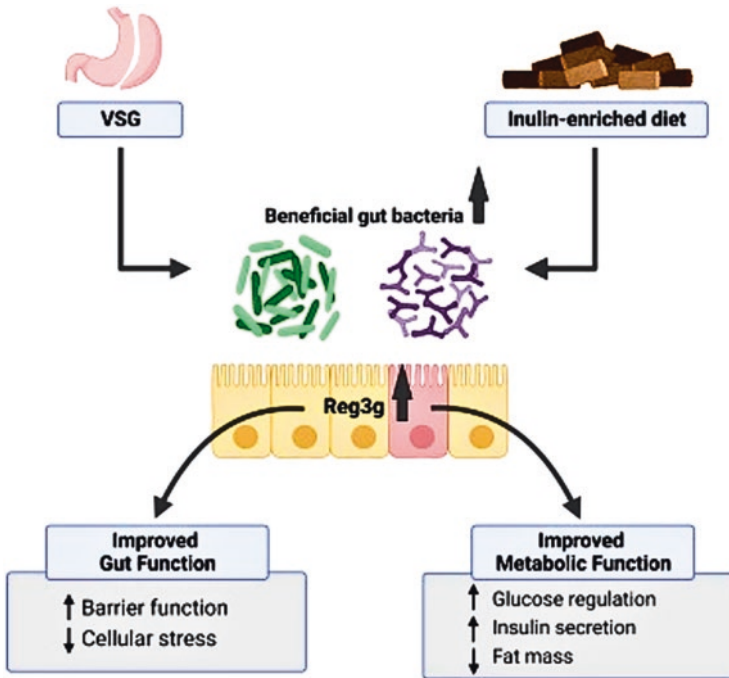 VSG
Inulin-enriched diet
Beneficial gut bacteria
Reg3g
Improved
Gut Function
↑ Barrier function
↓ Cellular stress
Improved
Metabolic Function
↑ Glucose regulation
↑ Insulin secretion
↓ Fat mass